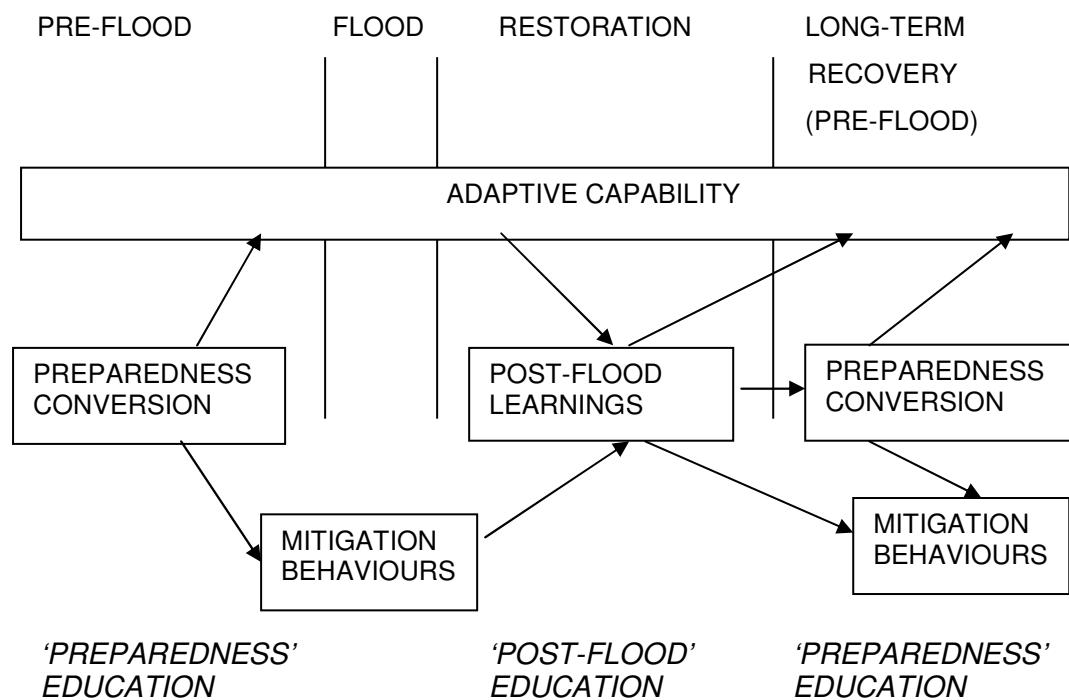 PRE-FLOOD
FLOOD
RESTORATION
LONG-TERM
RECOVERY
(PRE-FLOOD)
ADAPTIVE CAPABILITY
PREPAREDNESS
CONVERSION
POST-FLOOD
LEARNINGS
PREPAREDNESS
CONVERSION
MITIGATION
BEHAVIOURS
MITIGATION
BEHAVIOURS
‘PREPAREDNESS’
EDUCATION
‘POST-FLOOD’
EDUCATION
‘PREPAREDNESS’
EDUCATION